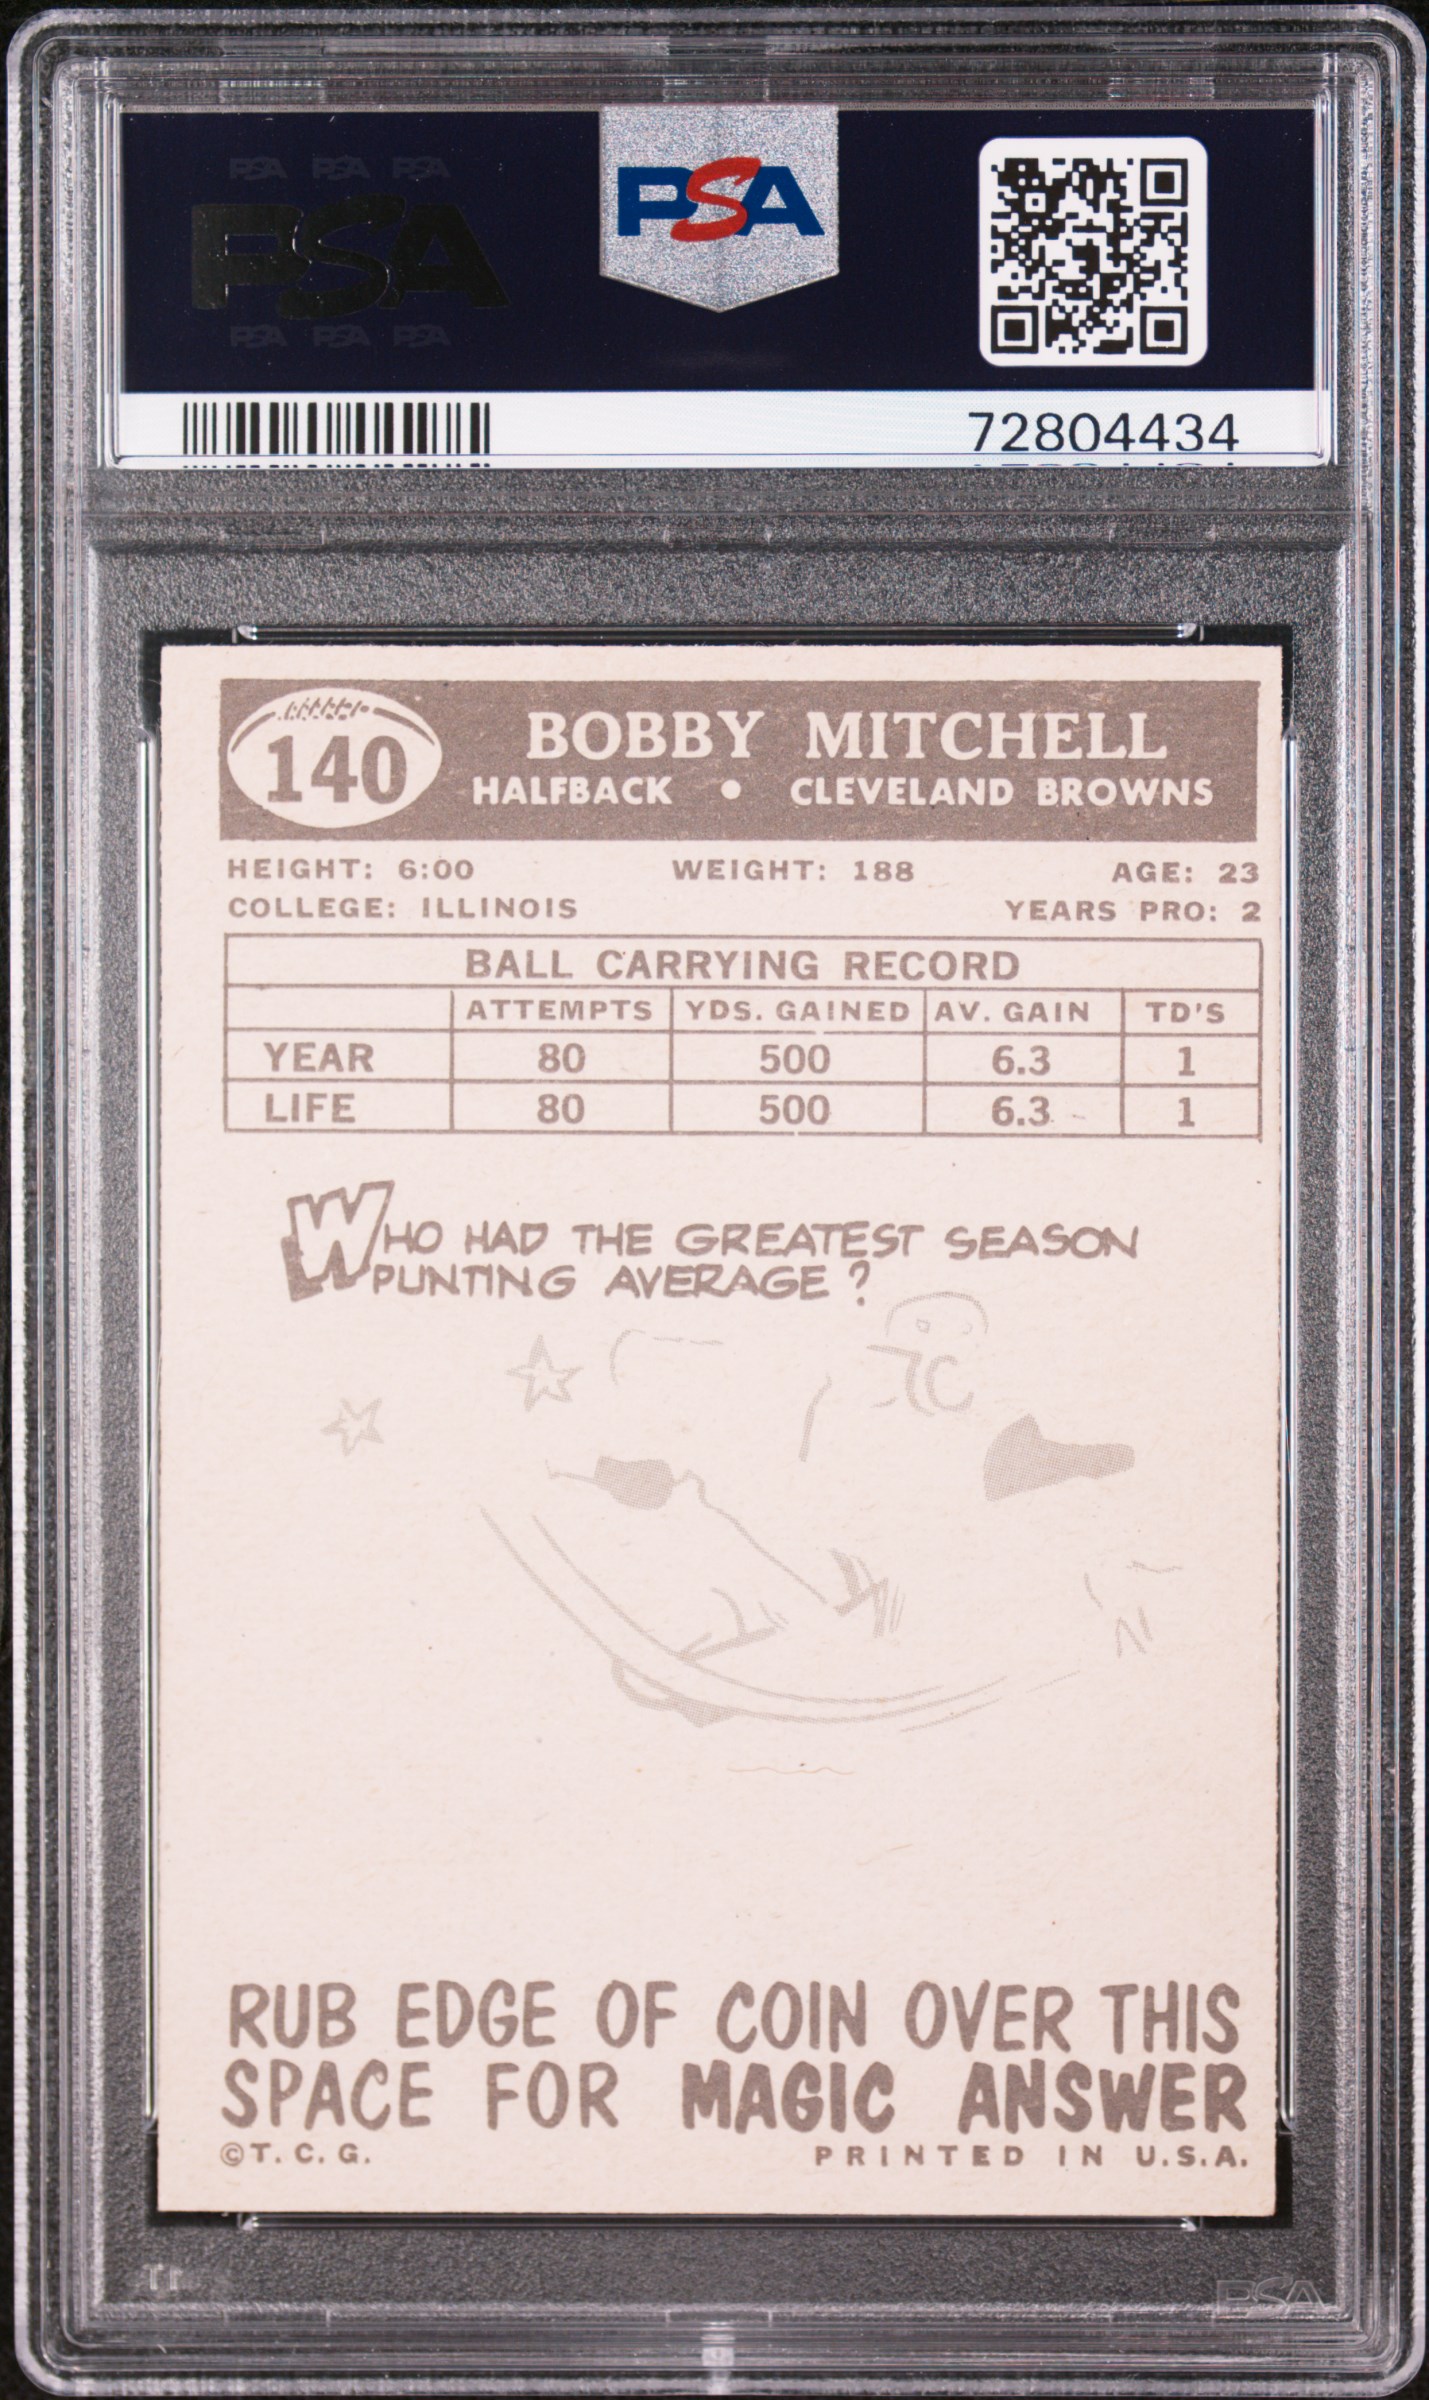 PSA PSA PSA
PSA
PSA PSA PSA
PSA
72804434
140
BOBBY MITCHELL
HALFBACK • CLEVELAND BROWNS
HEIGHT: 6:00 WEIGHT: 188 AGE: 23
COLLEGE: ILLINOIS YEARS PRO: 2
BALL CARRYING RECORD
ATTEMPTS YDS. GAINED AV. GAIN TD'S
YEAR 80 500 6.3 1
LIFE 80 500 6.3 1
WHO HAD THE GREATEST SEASON
PUNTING AVERAGE?
RUB EDGE OF COIN OVER THIS
SPACE FOR MAGIC ANSWER
©T. C. G. PRINTED IN U.S.A.
PSA